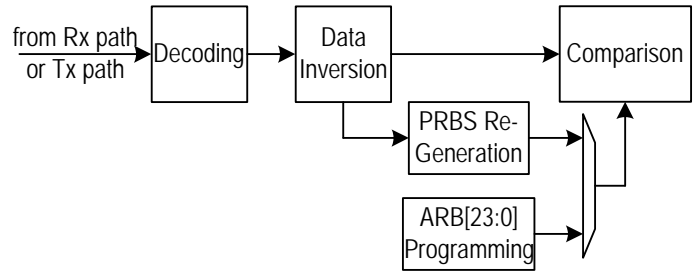 from Rx path
or Tx path
Decoding
Data
Inversion
Comparison
PRBS Re-
Generation
ARB[23:0]
Programming